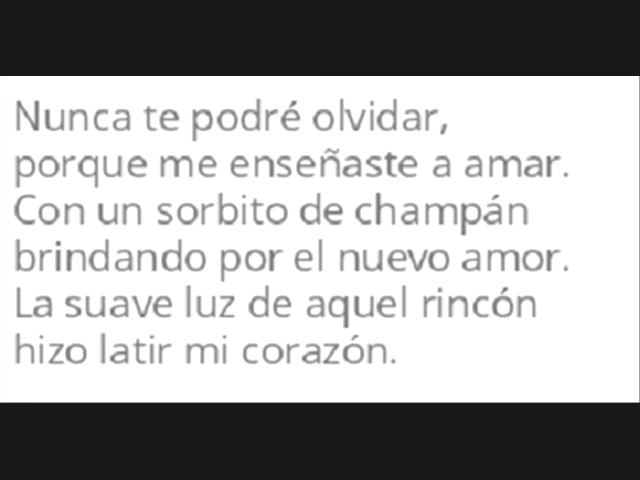 Nunca te podré olvidar,
porque me enseñaste a amar.
Con un sorbito de champán
brindando por el nuevo amor.
La suave luz de aquel rincón
hizo latir mi corazón.